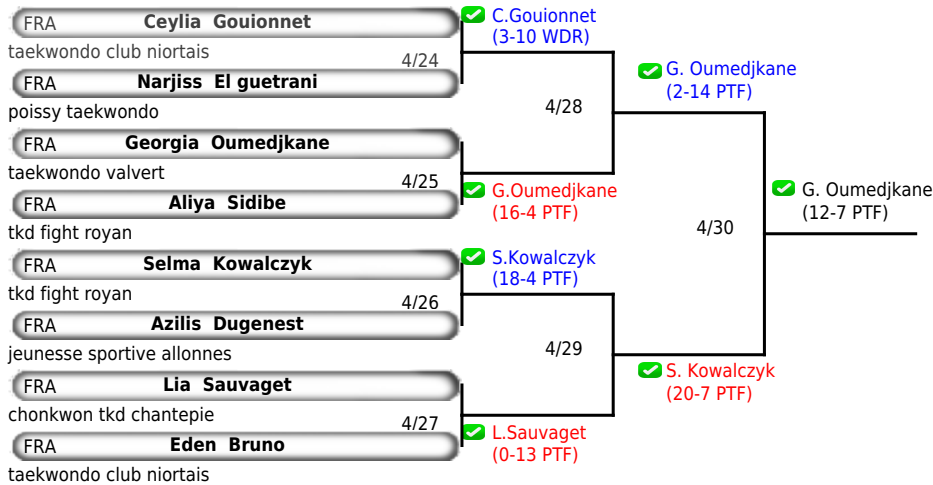 FRA Ceylia Gouionnet
taekwondo club niortais
4/24
FRA Narjiss El guetrani
poissy taekwondo
FRA Georgia Oumedjkane
taekwondo valvert
4/25
FRA Aliya Sidibe
tkd fight royan
FRA Selma Kowalczyk
tkd fight royan
4/26
FRA Azilis Dugenest
jeunesse sportive allonnes
FRA Lia Sauvaget
chonkwon tkd chantepie
4/27
FRA Eden Bruno
taekwondo club niortais
C.Gouionnet
(3-10 WDR)
4/28
G.Oumedjkane
(16-4 PTF)
S.Kowalczyk
(18-4 PTF)
4/29
L.Sauvaget
(0-13 PTF)
G. Oumedjkane
(2-14 PTF)
4/30
S. Kowalczyk
(20-7 PTF)
G. Oumedjkane
(12-7 PTF)